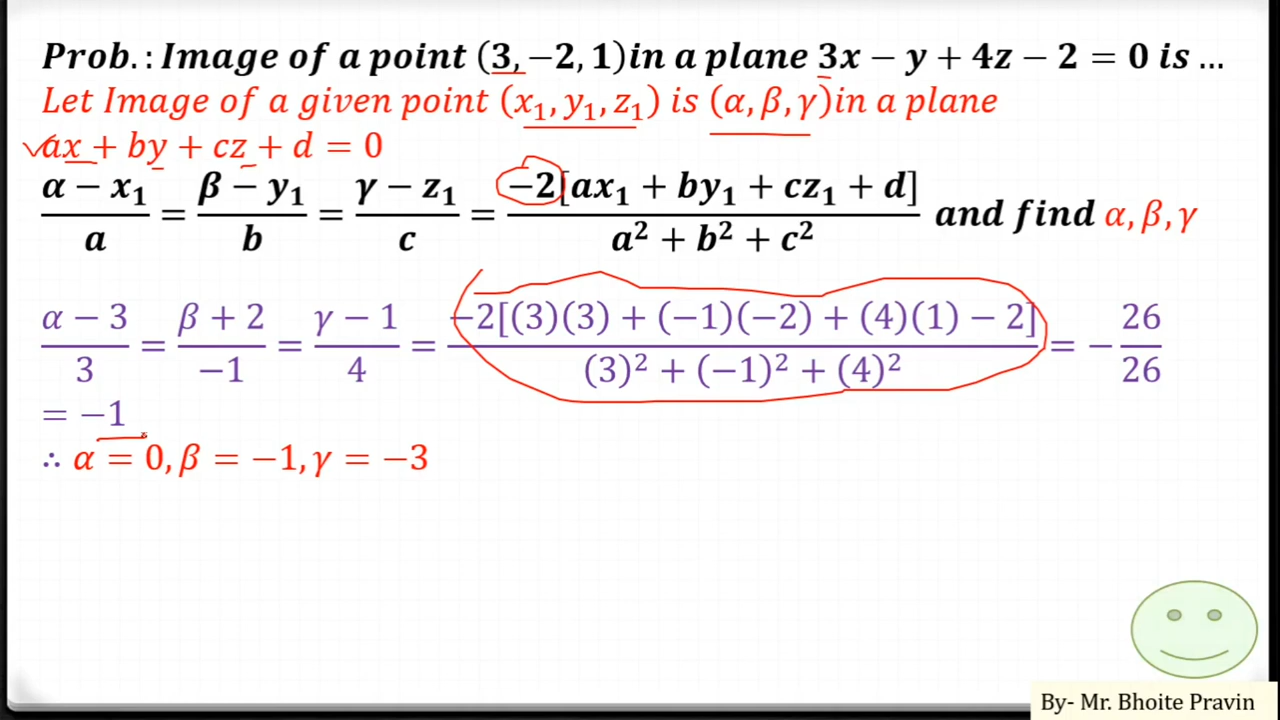 Prob.: Image of a point (3, −2, 1) in a plane 3x − y + 4z − 2 = 0 is ...
Let Image of a given point (x₁, y₁, z₁) is (α, β, γ) in a plane
ax + by + cz + d = 0
(α − x₁)/a = (β − y₁)/b = (γ − z₁)/c = −2[ax₁ + by₁ + cz₁ + d]/(a² + b² + c²) and find α, β, γ
(α − 3)/3 = (β + 2)/−1 = (γ − 1)/4 = −2[(3)(3) + (−1)(−2) + (4)(1) − 2]/((3)² + (−1)² + (4)²) = −26/26
= −1
∴ α = 0, β = −1, γ = −3
By- Mr. Bhoite Pravin